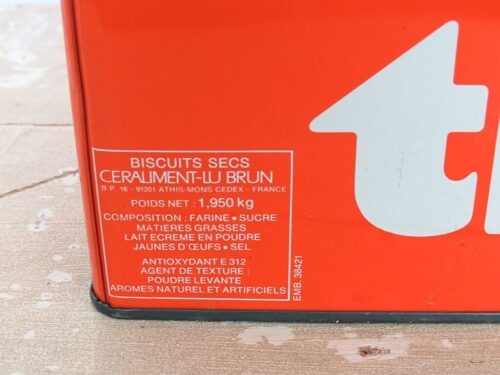 BISCUITS SECS
CERALIMENT-LU BRUN
B.P. 16 - 91201 ATHIS-MONS CEDEX - FRANCE
POIDS NET : 1,950 kg
COMPOSITION : FARINE • SUCRE
MATIERES GRASSES
LAIT ECREME EN POUDRE
JAUNES D'ŒUFS • SEL
ANTIOXYDANT E 312
AGENT DE TEXTURE :
POUDRE LEVANTE
AROMES NATUREL ET ARTIFICIELS
EMB. 38421